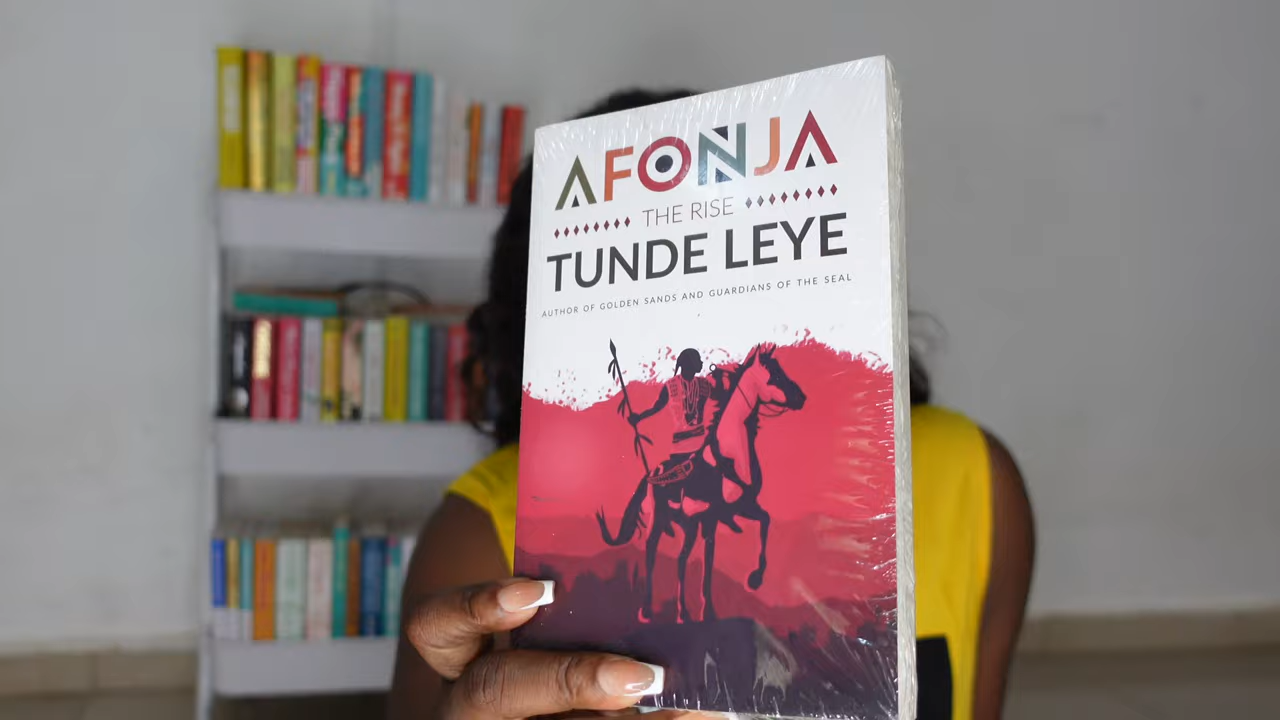 AFONJA
THE RISE
TUNDE LEYE
AUTHOR OF GOLDEN SANDS AND GUARDIANS OF THE SEAL